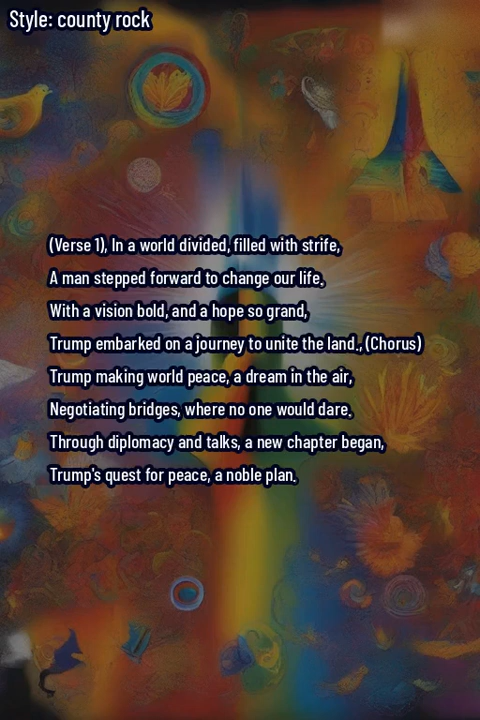 Style: county rock
(Verse 1), In a world divided, filled with strife,
A man stepped forward to change our life.
With a vision bold, and a hope so grand,
Trump embarked on a journey to unite the land., (Chorus)
Trump making world peace, a dream in the air,
Negotiating bridges, where no one would dare.
Through diplomacy and talks, a new chapter began,
Trump's quest for peace, a noble plan.